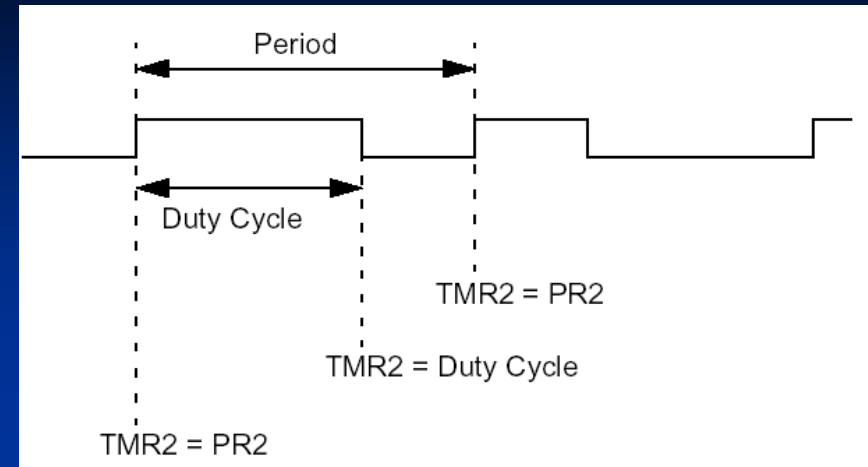 Period
Duty Cycle
TMR2 = PR2
TMR2 = Duty Cycle
TMR2 = PR2